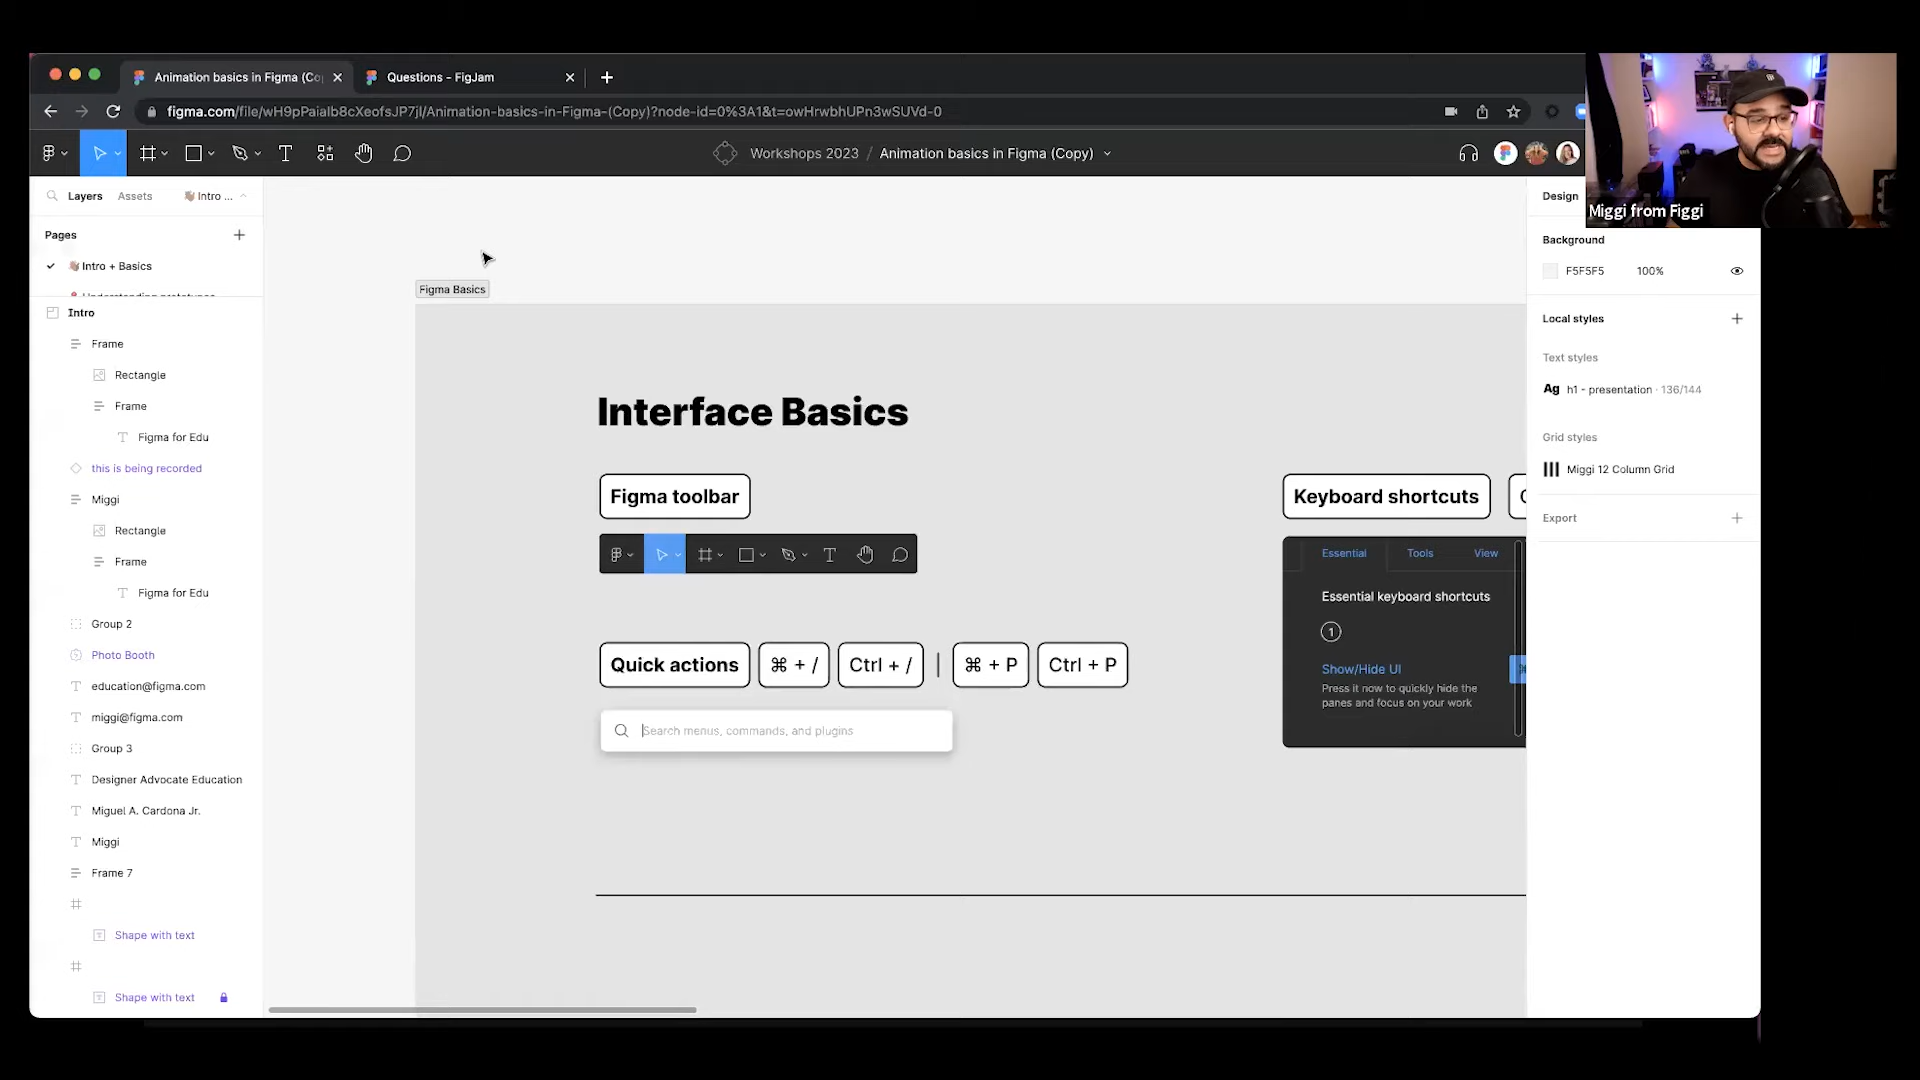 Animation basics in Figma (Co
Questions - FigJam
figma.com/file/wH9pPaialb8cXeofsJP7jl/Animation-basics-in-Figma-(Copy)?node-id=0%3A1&t=owHrwbhUPn3wSUVd-0
Workshops 2023 / Animation basics in Figma (Copy)
Miggi from Figgi
Layers Assets Intro ...
Pages
Intro + Basics
Understanding prototypes
Intro
Frame
Rectangle
Frame
Figma for Edu
this is being recorded
Miggi
Rectangle
Frame
Figma for Edu
Group 2
Photo Booth
education@figma.com
miggi@figma.com
Group 3
Designer Advocate Education
Miguel A. Cardona Jr.
Miggi
Frame 7
Shape with text
Shape with text
Figma Basics
Interface Basics
Figma toolbar
Quick actions ⌘ + / Ctrl + / | ⌘ + P Ctrl + P
Search menus, commands, and plugins
Keyboard shortcuts C
Essential Tools View
Essential keyboard shortcuts
1
Show/Hide UI
Press it now to quickly hide the
panes and focus on your work
Design
Background
F5F5F5 100%
Local styles
Text styles
Ag h1 - presentation · 136/144
Grid styles
Miggi 12 Column Grid
Export